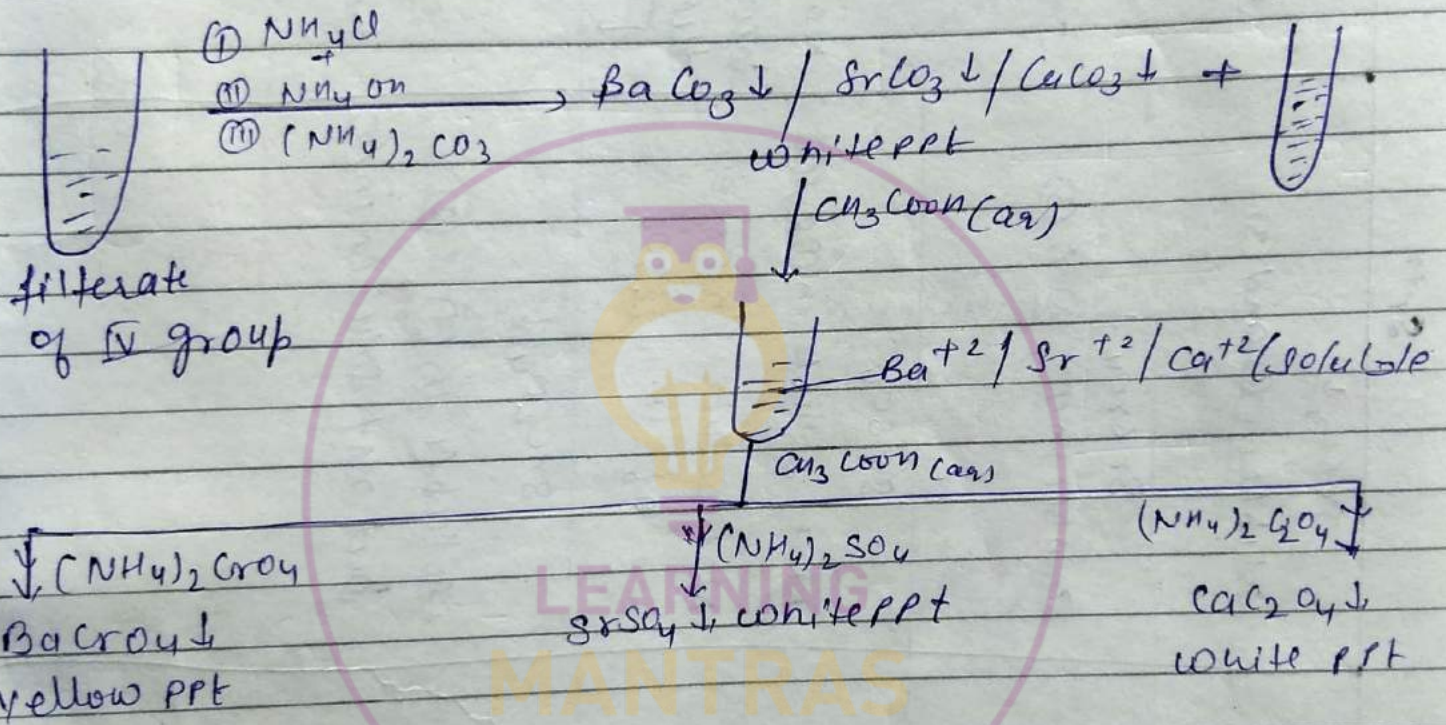 Ⓘ NH4Cl
+
Ⓘⓘ NH4OH
Ⓘⓘⓘ (NH4)2CO3
BaCO3↓ / SrCO3↓ / CaCO3↓ +
white ppt
CH3COOH(aq)
filterate
of IV group
Ba+2 / Sr+2 / Ca+2 (soluble
CH3COOH (aq)
(NH4)2CrO4
BaCrO4↓
yellow ppt
(NH4)2SO4
SrSO4↓, white ppt
(NH4)2C2O4
CaC2O4↓,
white ppt
LEARNING
MANTRAS